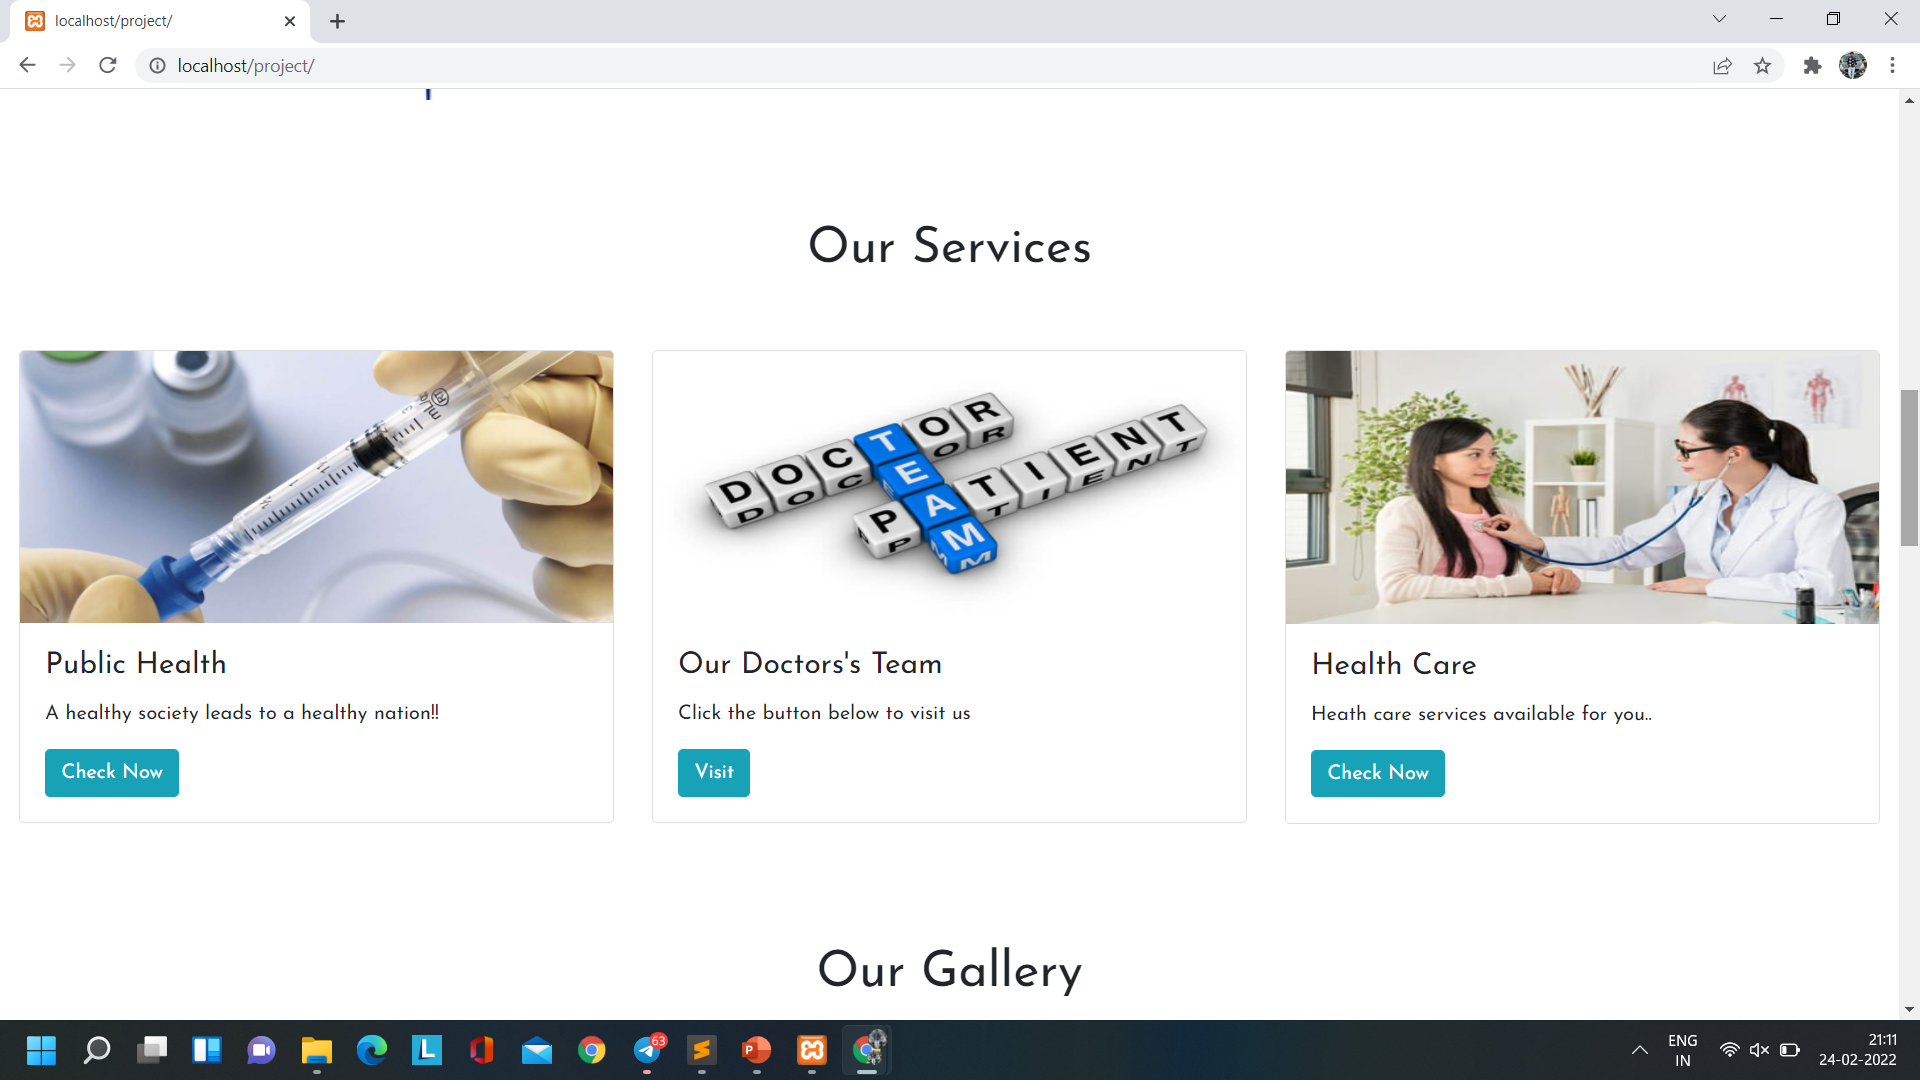 localhost/project/
localhost/project/
Our Services
DOCTOR
TEAM
PATIENT
Public Health
A healthy society leads to a healthy nation!!
Check Now
Our Doctors's Team
Click the button below to visit us
Visit
Health Care
Heath care services available for you..
Check Now
Our Gallery
63
ENG
IN
21:11
24-02-2022